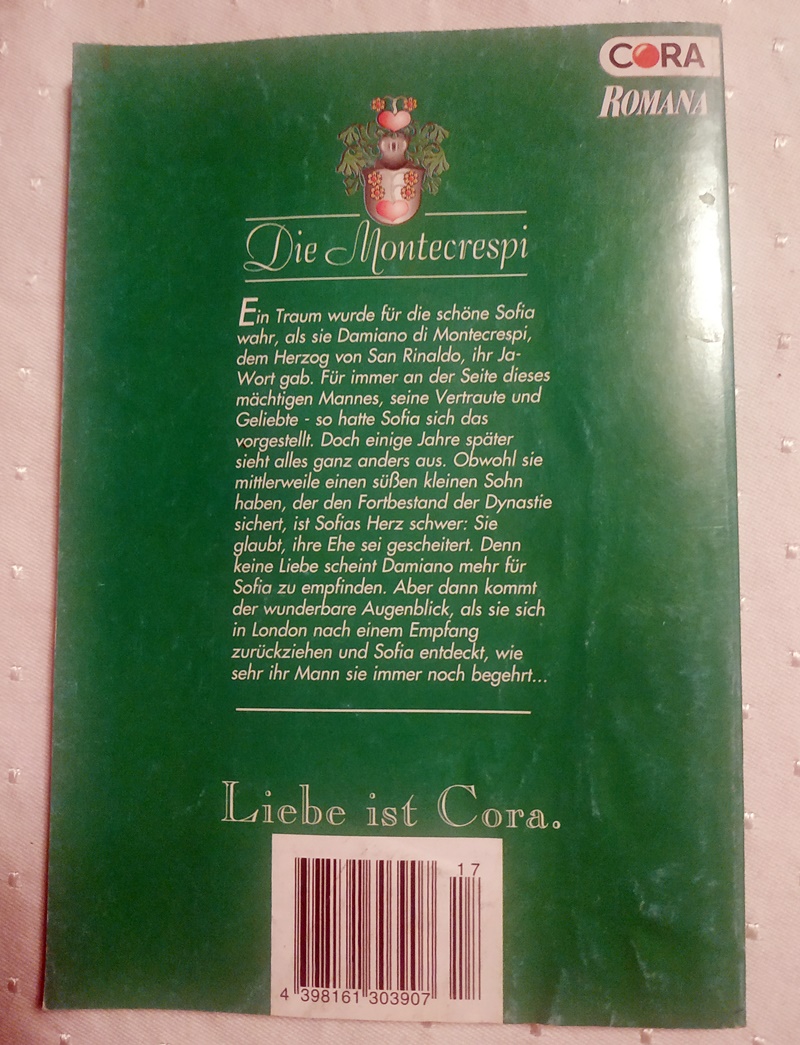 CORA
ROMANA
Die Montecrespi
Ein Traum wurde für die schöne Sofia
wahr, als sie Damiano di Montecrespi,
dem Herzog von San Rinaldo, ihr Ja-
Wort gab. Für immer an der Seite dieses
mächtigen Mannes, seine Vertraute und
Geliebte - so hatte Sofia sich das
vorgestellt. Doch einige Jahre später
sieht alles ganz anders aus. Obwohl sie
mittlerweile einen süßen kleinen Sohn
haben, der den Fortbestand der Dynastie
sichert, ist Sofias Herz schwer: Sie
glaubt, ihre Ehe sei gescheitert. Denn
keine Liebe scheint Damiano mehr für
Sofia zu empfinden. Aber dann kommt
der wunderbare Augenblick, als sie sich
in London nach einem Empfang
zurückziehen und Sofia entdeckt, wie
sehr ihr Mann sie immer noch begehrt...
Liebe ist Cora.
17
4 398161 303907